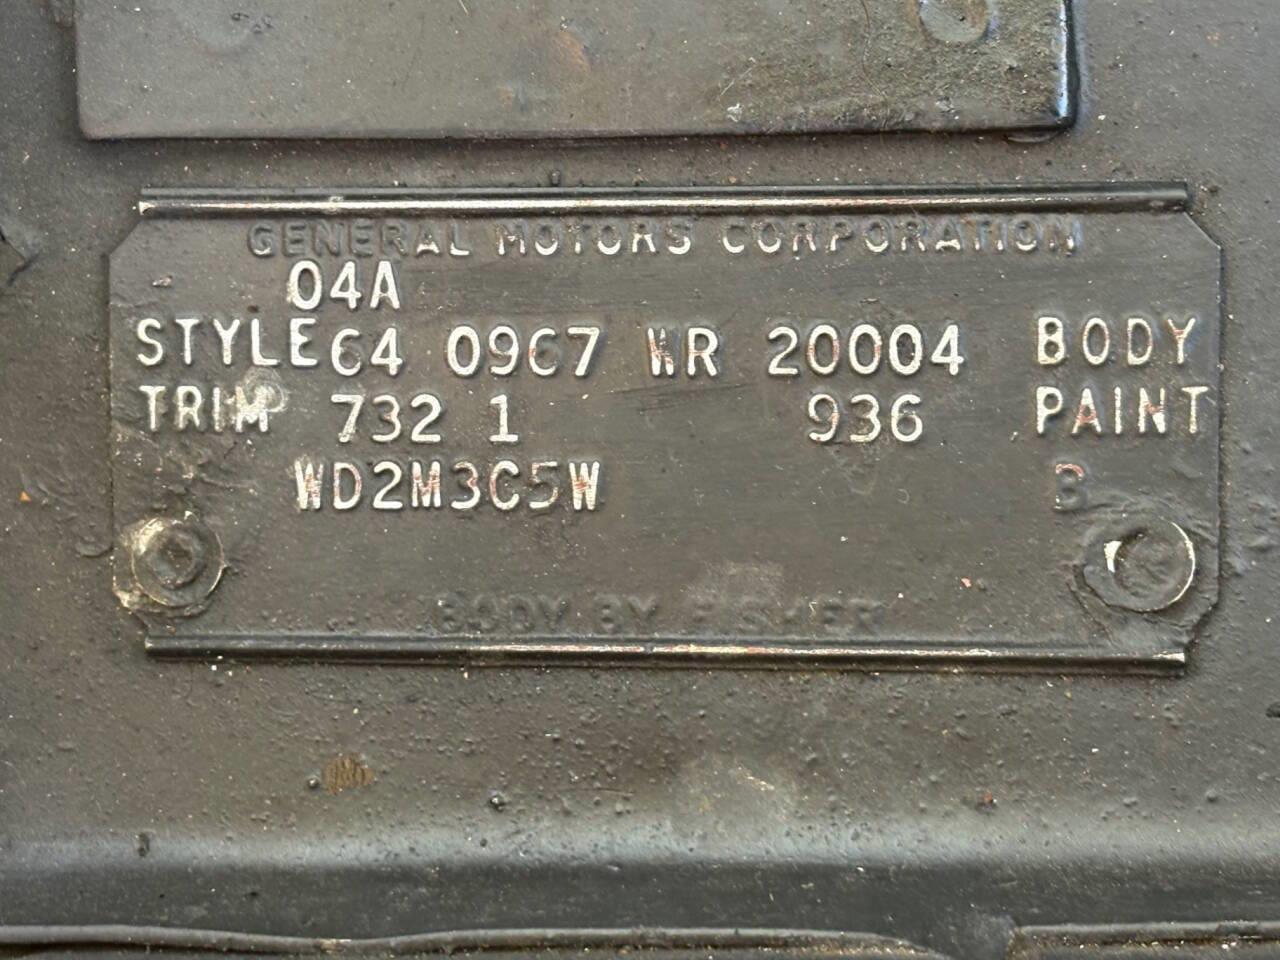 GENERAL MOTORS CORPORATION
04A
STYLE 64 0967 WR 20004 BODY
TRIM 732 1 936 PAINT
WD2M3C5W B
BODY BY FISHER